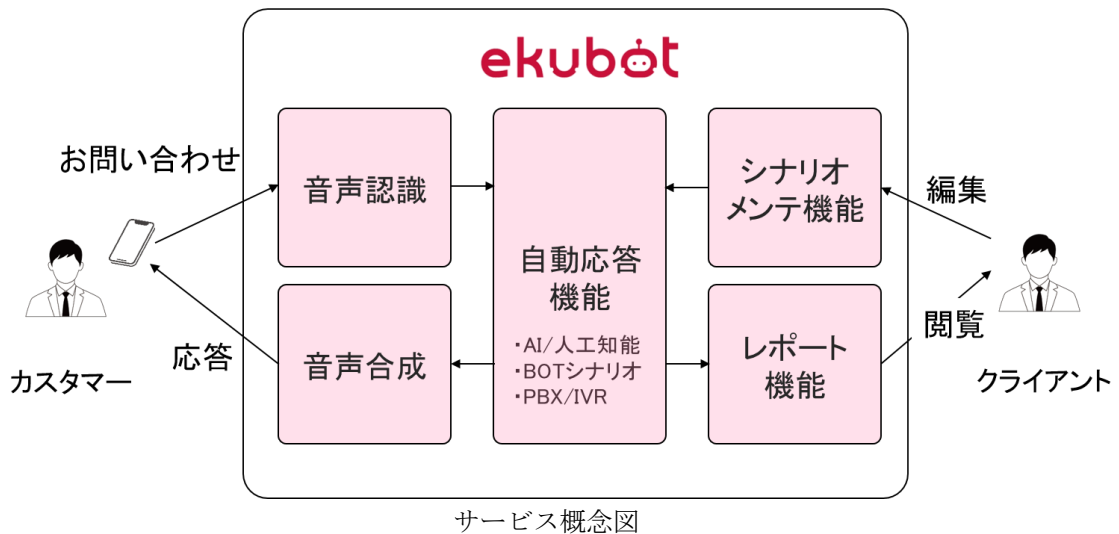 ekubot
お問い合わせ
音声認識
シナリオ
メンテ機能
編集
自動応答
機能
・AI/人工知能
・BOTシナリオ
・PBX/IVR
応答
音声合成
レポート
機能
閲覧
カスタマー
クライアント
サービス概念図